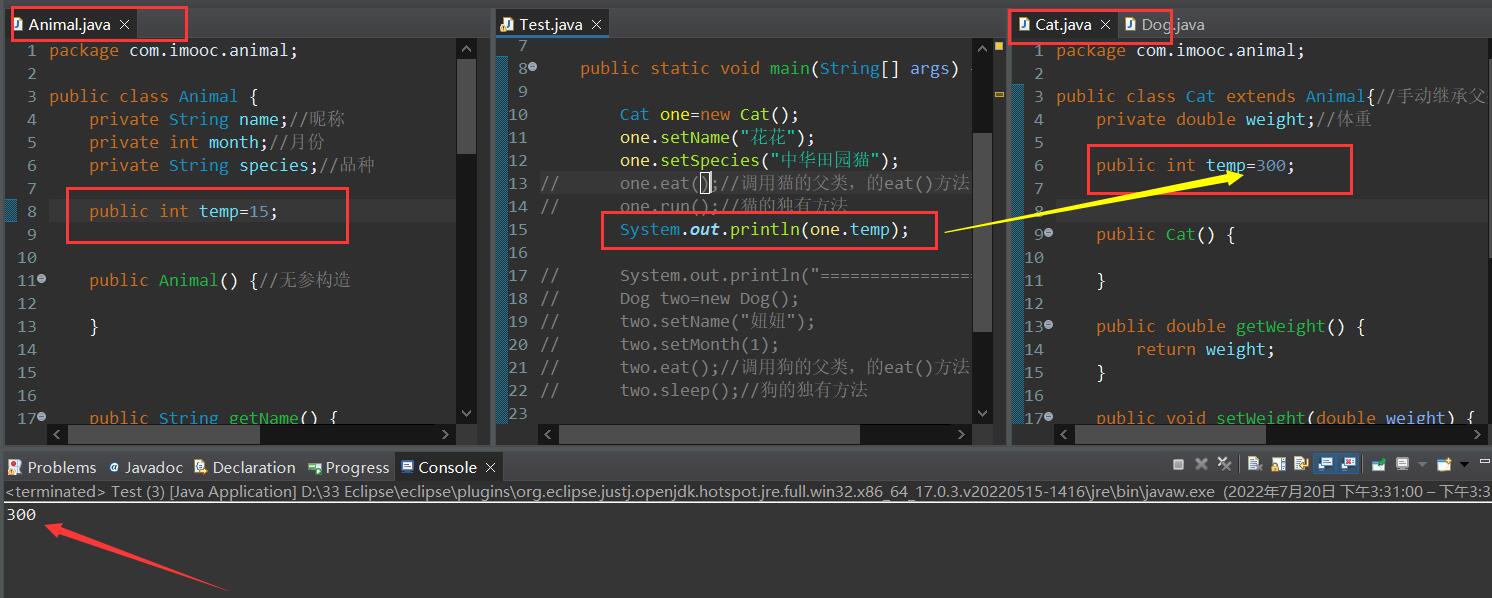 Animal.java
1 package com.imooc.animal;
2
3 public class Animal {
4 private String name;//昵称
5 private int month;//月份
6 private String species;//品种
7
8 public int temp=15;
9
10
11 public Animal() {//无参构造
12
13 }
14
15
16
17 public String getName() {
Test.java
7
8 public static void main(String[] args)
9
10 Cat one=new Cat();
11 one.setName("花花");
12 one.setSpecies("中华田园猫");
13 // one.eat();//调用猫的父类，的eat()方法
14 // one.run();//猫的独有方法
15 System.out.println(one.temp);
16
17 // System.out.println("================
18 // Dog two=new Dog();
19 // two.setName("妞妞");
20 // two.setMonth(1);
21 // two.eat();//调用狗的父类，的eat()方法
22 // two.sleep();//狗的独有方法
23
Cat.java Dog.java
1 package com.imooc.animal;
2
3 public class Cat extends Animal{//手动继承父
4 private double weight;//体重
5
6 public int temp=300;
7
8
9 public Cat() {
10
11 }
12
13 public double getWeight() {
14 return weight;
15 }
16
17 public void setWeight(double weight) {
Problems Javadoc Declaration Progress Console
<terminated> Test (3) [Java Application] D:\33 Eclipse\eclipse\plugins\org.eclipse.justj.openjdk.hotspot.jre.full.win32.x86_64_17.0.3.v20220515-1416\jre\bin\javaw.exe (2022年7月20日 下午3:31:00 – 下午3:3
300